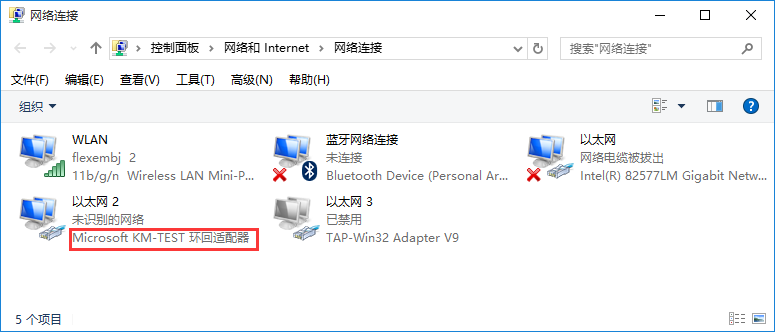 网络连接
控制面板 网络和 Internet 网络连接
搜索"网络连接"
文件(F) 编辑(E) 查看(V) 工具(T) 高级(N) 帮助(H)
组织
WLAN
flexembj 2
11b/g/n Wireless LAN Mini-P...
蓝牙网络连接
未连接
Bluetooth Device (Personal Ar...
以太网
网络电缆被拔出
Intel(R) 82577LM Gigabit Netw...
以太网 2
未识别的网络
Microsoft KM-TEST 环回适配器
以太网 3
已禁用
TAP-Win32 Adapter V9
5 个项目